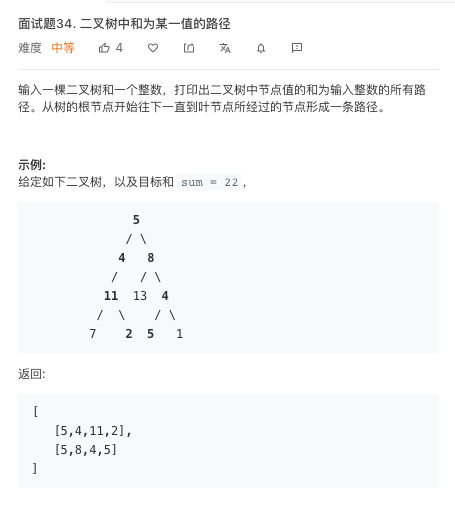 面试题34. 二叉树中和为某一值的路径
难度 中等 4
输入一棵二叉树和一个整数，打印出二叉树中节点值的和为输入整数的所有路
径。从树的根节点开始往下一直到叶节点所经过的节点形成一条路径。
示例:
给定如下二叉树，以及目标和 sum = 22 ，
5
/ \
4 8
/ / \
11 13 4
/ \ / \
7 2 5 1
返回:
[
[5,4,11,2],
[5,8,4,5]
]